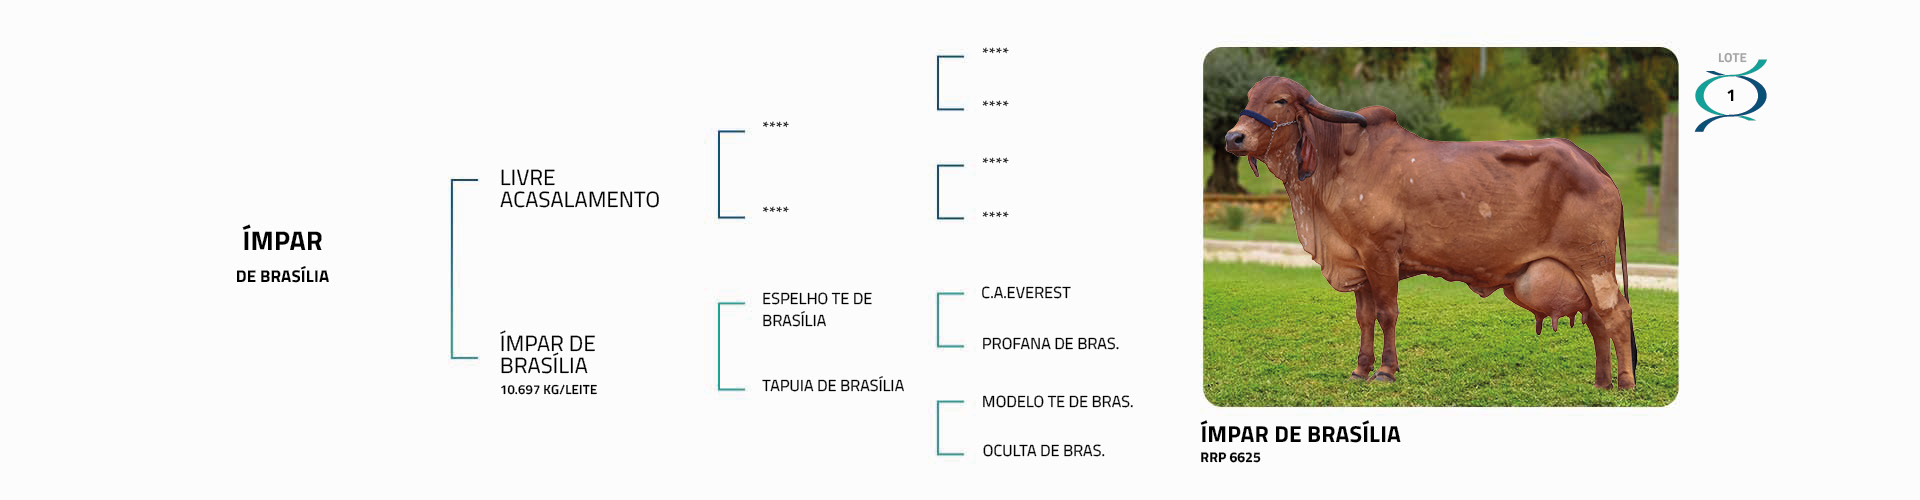 ÍMPAR
DE BRASÍLIA
LIVRE
ACASALAMENTO
ÍMPAR DE
BRASÍLIA
10.697 KG/LEITE
****
****
ESPELHO TE DE
BRASÍLIA
TAPUIA DE BRASÍLIA
****
****
****
****
C.A.EVEREST
PROFANA DE BRAS.
MODELO TE DE BRAS.
OCULTA DE BRAS.
ÍMPAR DE BRASÍLIA
RRP 6625
LOTE
1